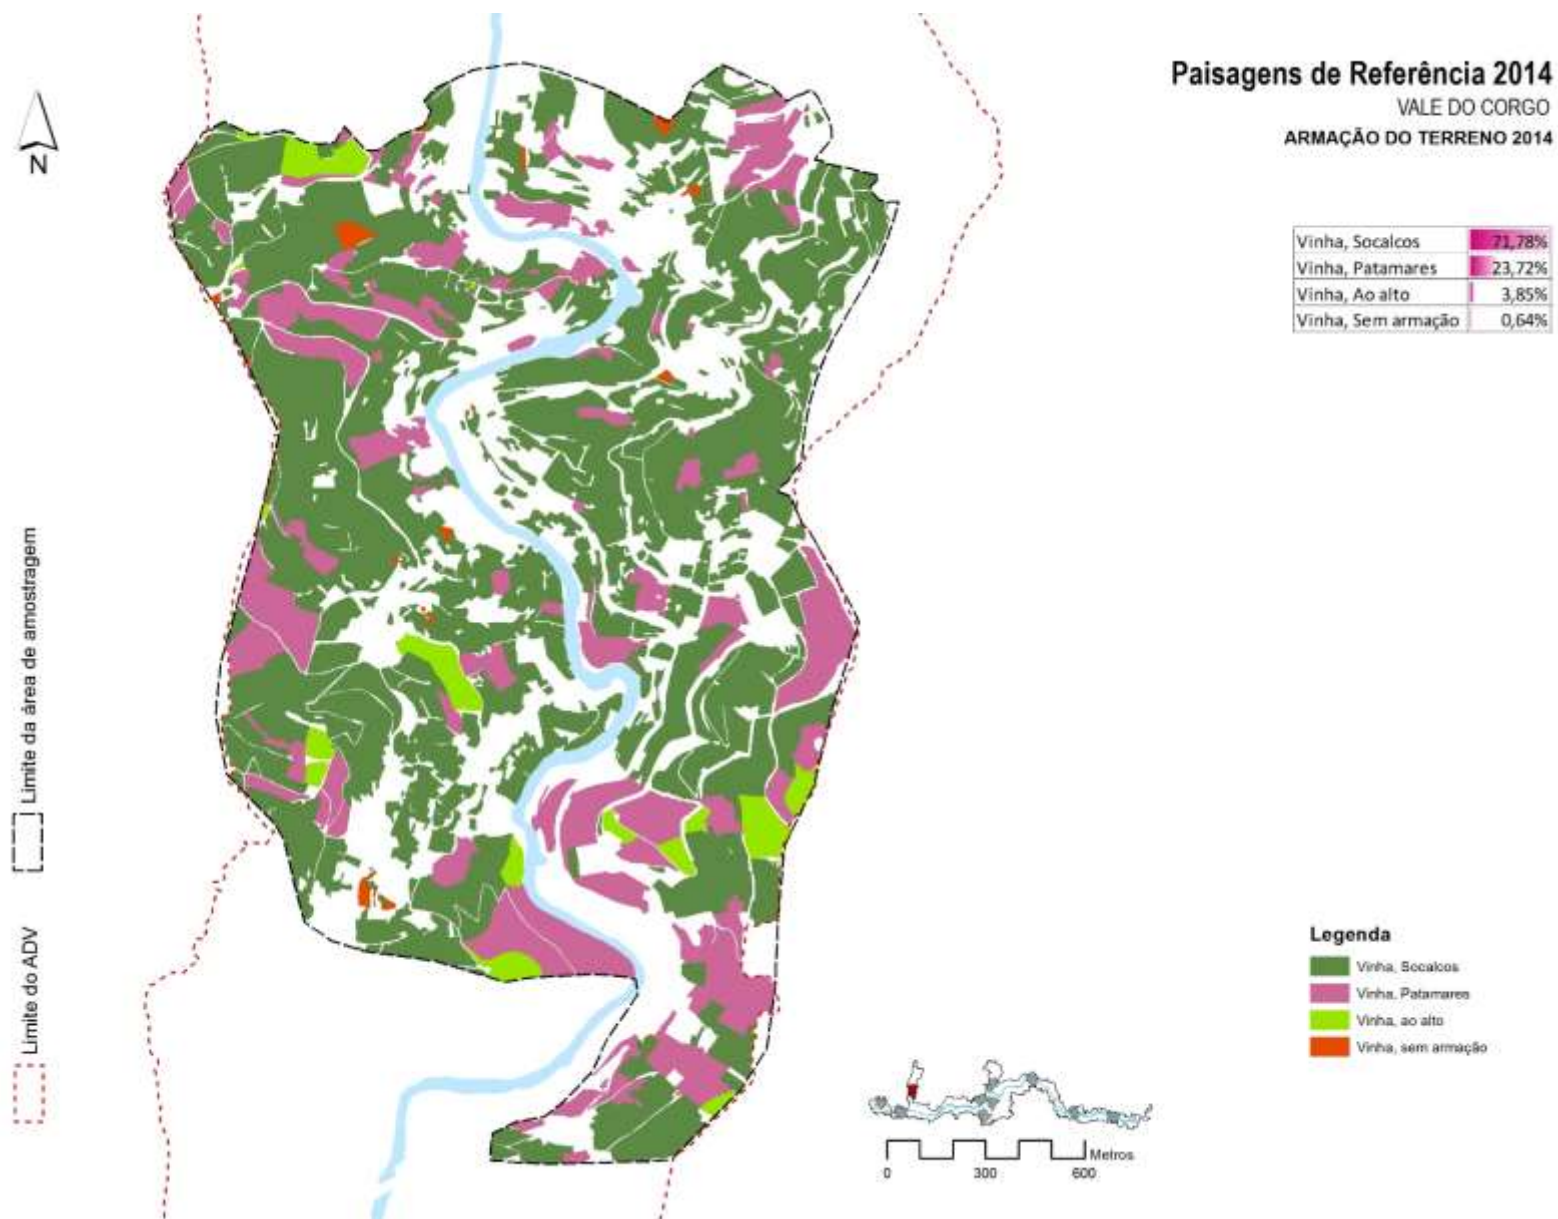 Paisagens de Referência 2014
VALE DO CORGO
ARMAÇÃO DO TERRENO 2014
N
Vinha, Socalcos 71,78%
Vinha, Patamares 23,72%
Vinha, Ao alto 3,85%
Vinha, Sem armação 0,64%
Limite da área de amostragem
Limite do ADV
Legenda
Vinha, Socalcos
Vinha, Patamares
Vinha, ao alto
Vinha, sem armação
Metros
0 300 600